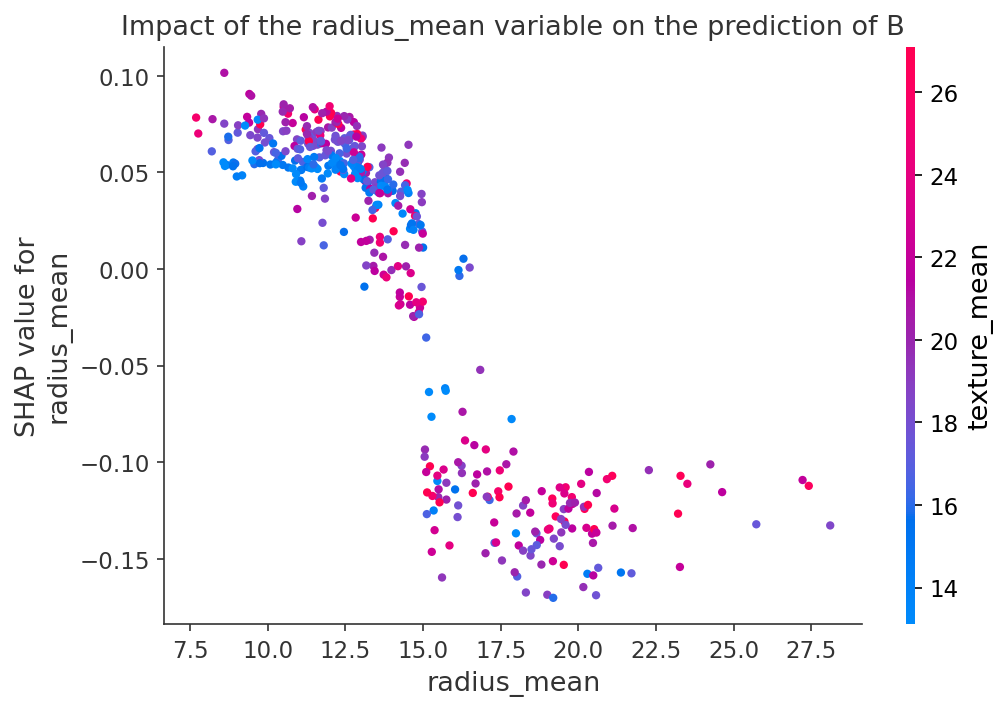 Impact of the radius_mean variable on the prediction of B
SHAP value for
radius_mean
0.10
0.05
0.00
−0.05
−0.10
−0.15
7.5 10.0 12.5 15.0 17.5 20.0 22.5 25.0 27.5
radius_mean
26
24
22
20
18
16
14
texture_mean